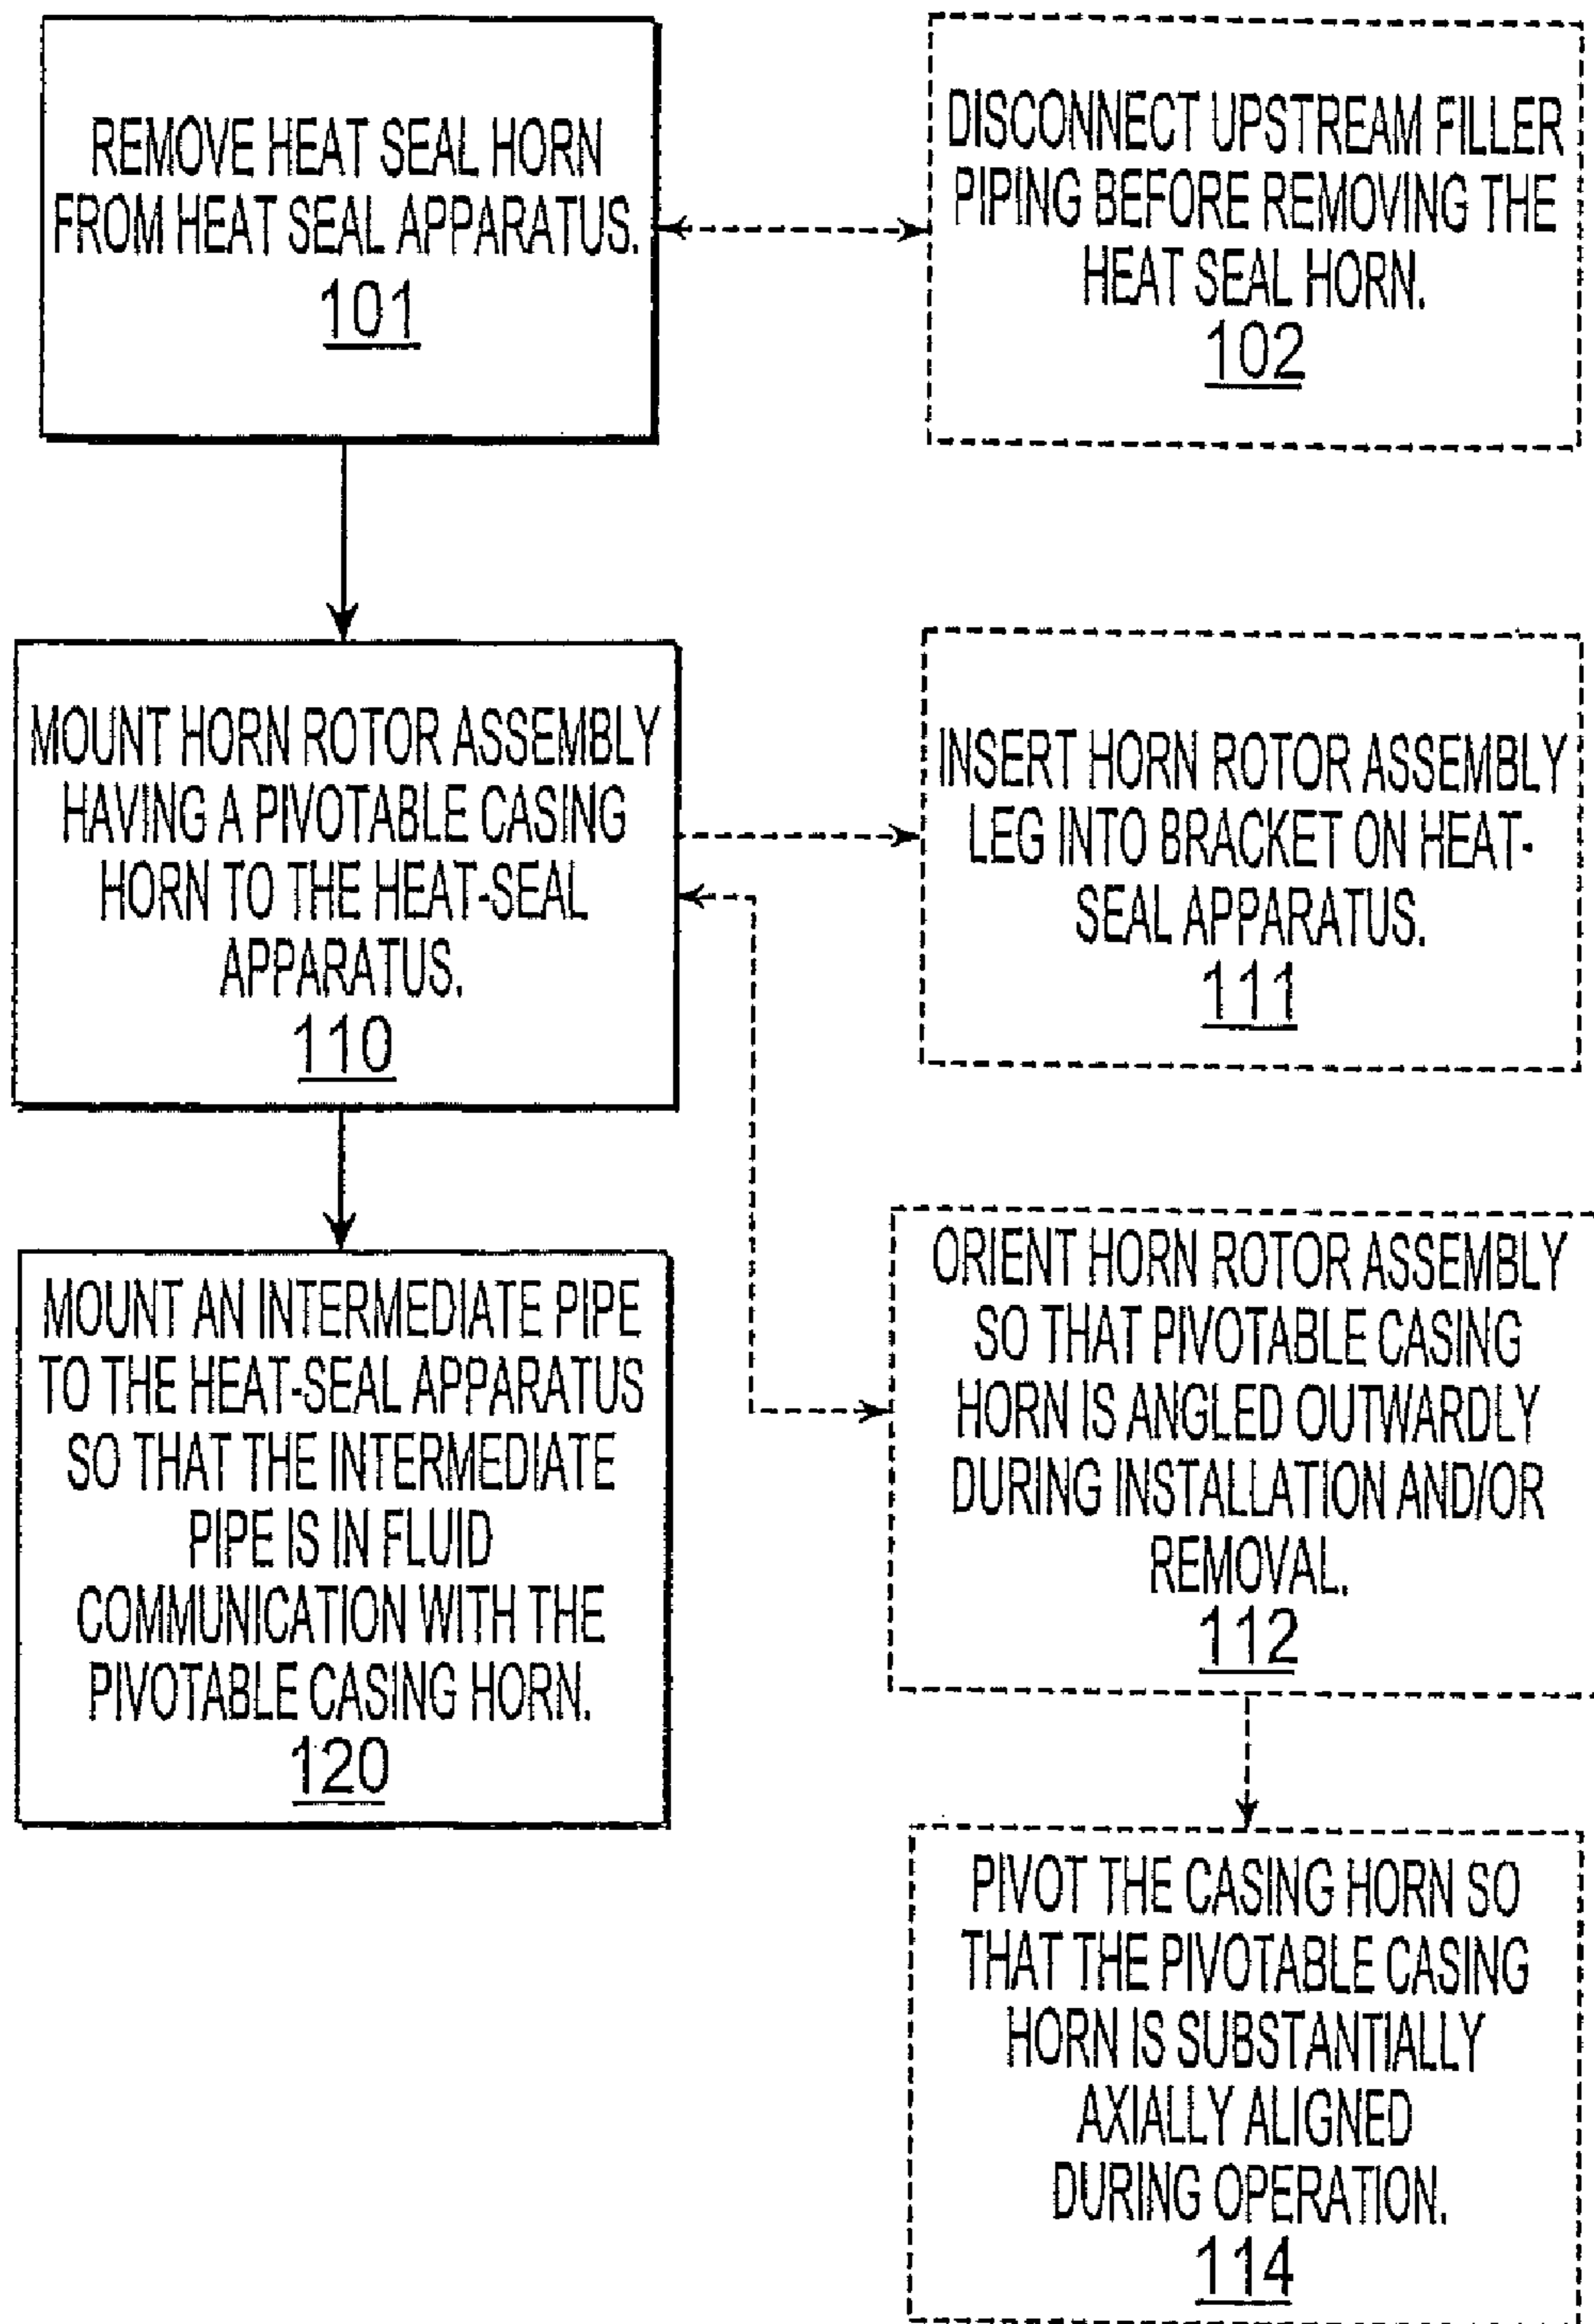 REMOVE HEAT SEAL HORN
FROM HEAT SEAL APPARATUS.
101
DISCONNECT UPSTREAM FILLER
PIPING BEFORE REMOVING THE
HEAT SEAL HORN.
102
MOUNT HORN ROTOR ASSEMBLY
HAVING A PIVOTABLE CASING
HORN TO THE HEAT-SEAL
APPARATUS.
110
INSERT HORN ROTOR ASSEMBLY
LEG INTO BRACKET ON HEAT-
SEAL APPARATUS.
111
MOUNT AN INTERMEDIATE PIPE
TO THE HEAT-SEAL APPARATUS
SO THAT THE INTERMEDIATE
PIPE IS IN FLUID
COMMUNICATION WITH THE
PIVOTABLE CASING HORN.
120
ORIENT HORN ROTOR ASSEMBLY
SO THAT PIVOTABLE CASING
HORN IS ANGLED OUTWARDLY
DURING INSTALLATION AND/OR
REMOVAL.
112
PIVOT THE CASING HORN SO
THAT THE PIVOTABLE CASING
HORN IS SUBSTANTIALLY
AXIALLY ALIGNED
DURING OPERATION.
114